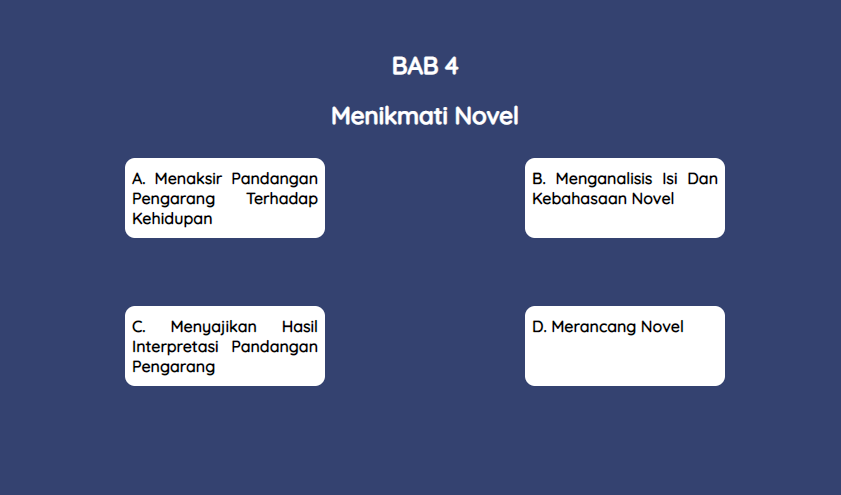 BAB 4
Menikmati Novel
A. Menaksir Pandangan
Pengarang Terhadap
Kehidupan
B. Menganalisis Isi Dan
Kebahasaan Novel
C. Menyajikan Hasil
Interpretasi Pandangan
Pengarang
D. Merancang Novel